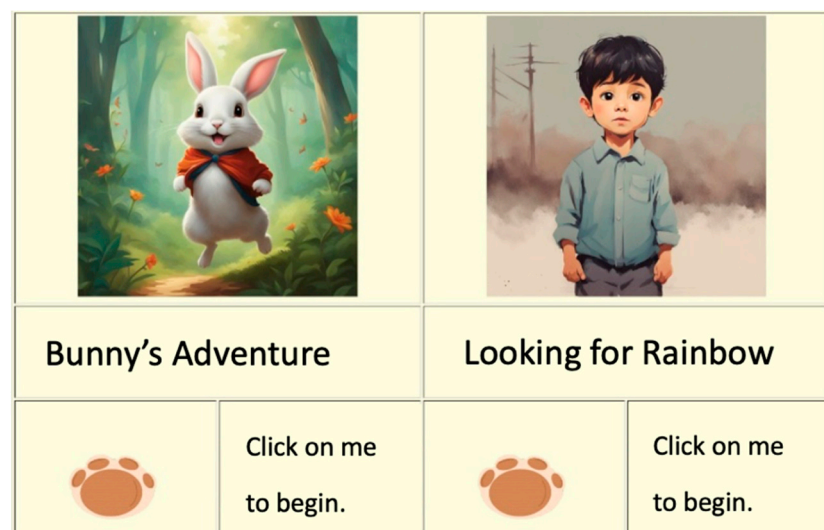 Bunny’s Adventure
Looking for Rainbow
Click on me
to begin.
Click on me
to begin.